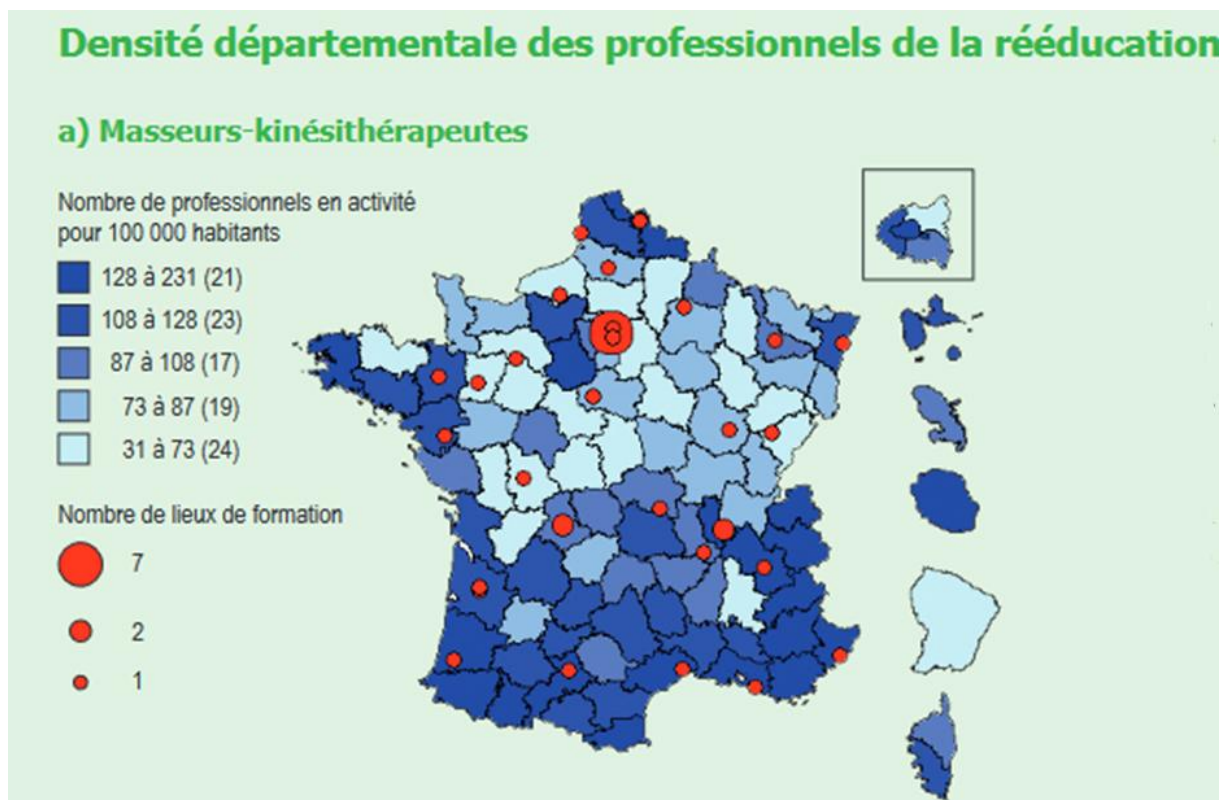 Densité départementale des professionnels de la rééducation
a) Masseurs-kinésithérapeutes
Nombre de professionnels en activité
pour 100 000 habitants
128 à 231 (21)
108 à 128 (23)
87 à 108 (17)
73 à 87 (19)
31 à 73 (24)
Nombre de lieux de formation
7
2
1